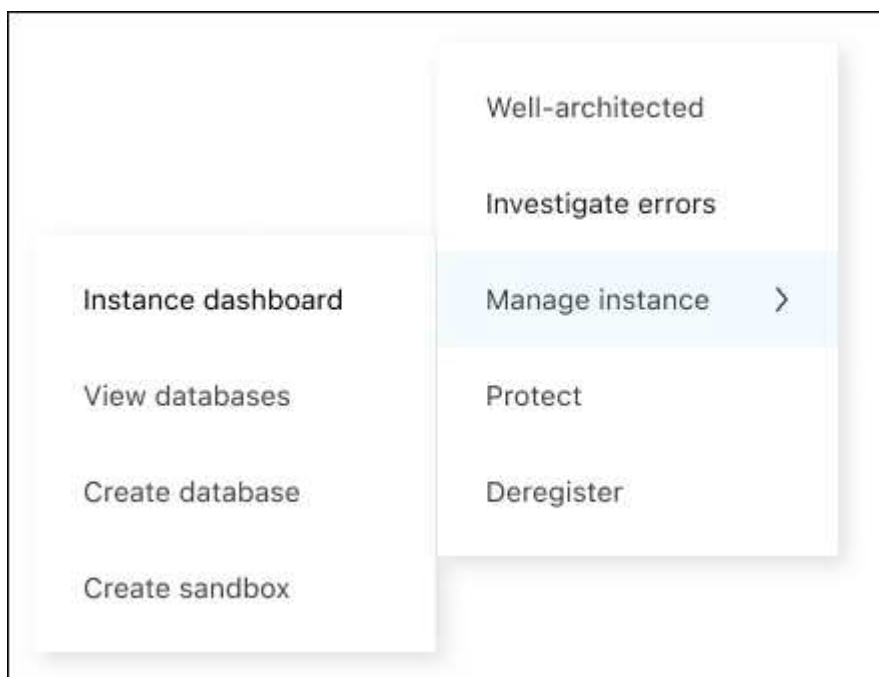 Well-architected
Investigate errors
Manage instance
Protect
Deregister
Instance dashboard
View databases
Create database
Create sandbox